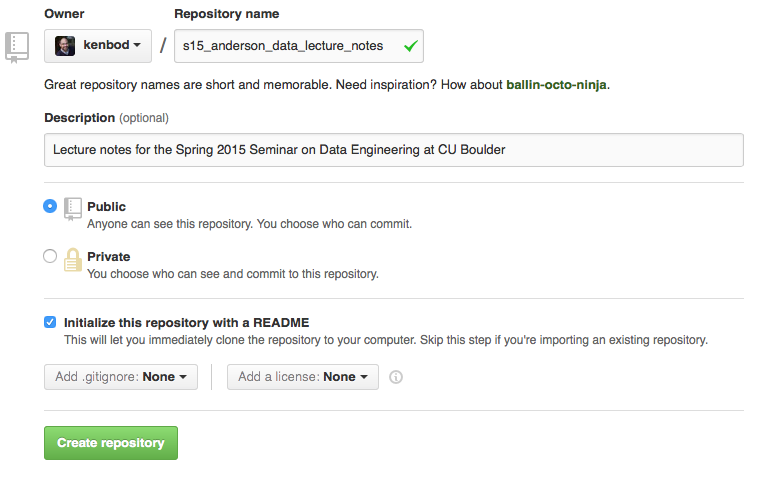 Owner Repository name
kenbod / s15_anderson_data_lecture_notes
Great repository names are short and memorable. Need inspiration? How about ballin-octo-ninja.
Description (optional)
Lecture notes for the Spring 2015 Seminar on Data Engineering at CU Boulder
Public
Anyone can see this repository. You choose who can commit.
Private
You choose who can see and commit to this repository.
Initialize this repository with a README
This will let you immediately clone the repository to your computer. Skip this step if you're importing an existing repository.
Add .gitignore: None Add a license: None
Create repository